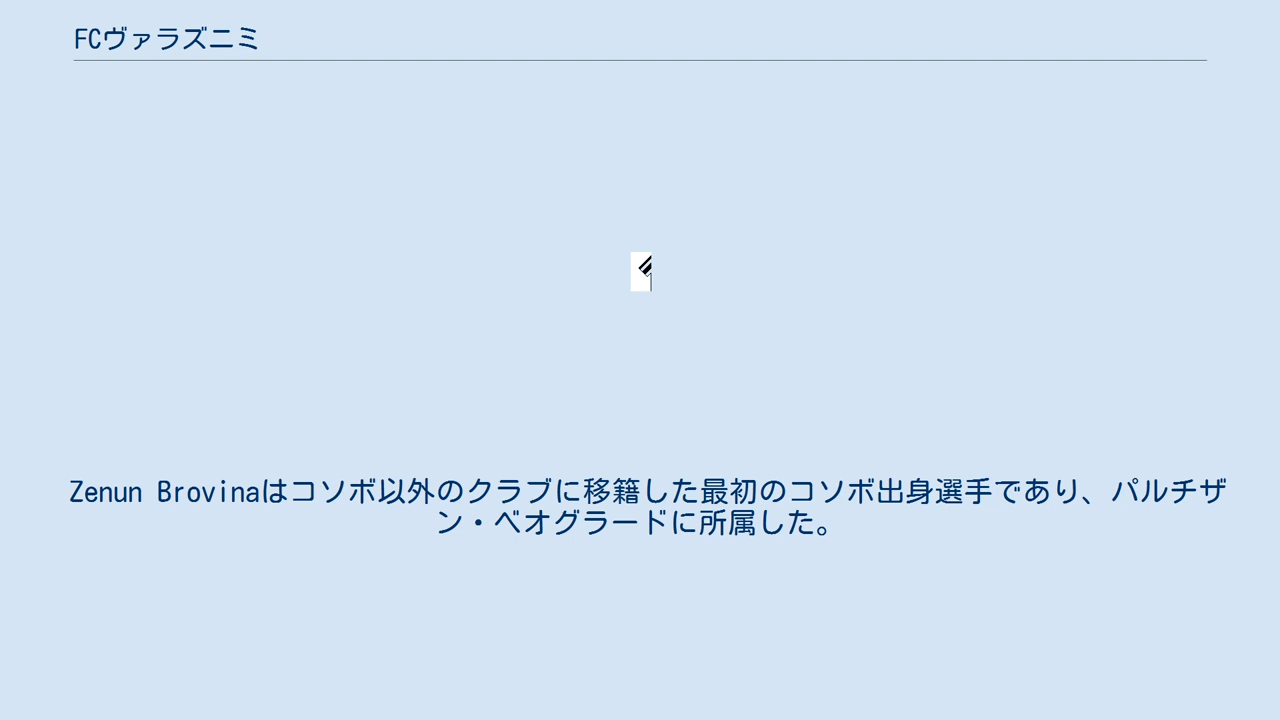 FCヴァラズニミ
Zenun Brovinaはコソボ以外のクラブに移籍した最初のコソボ出身選手であり、パルチザ
ン・ベオグラードに所属した。